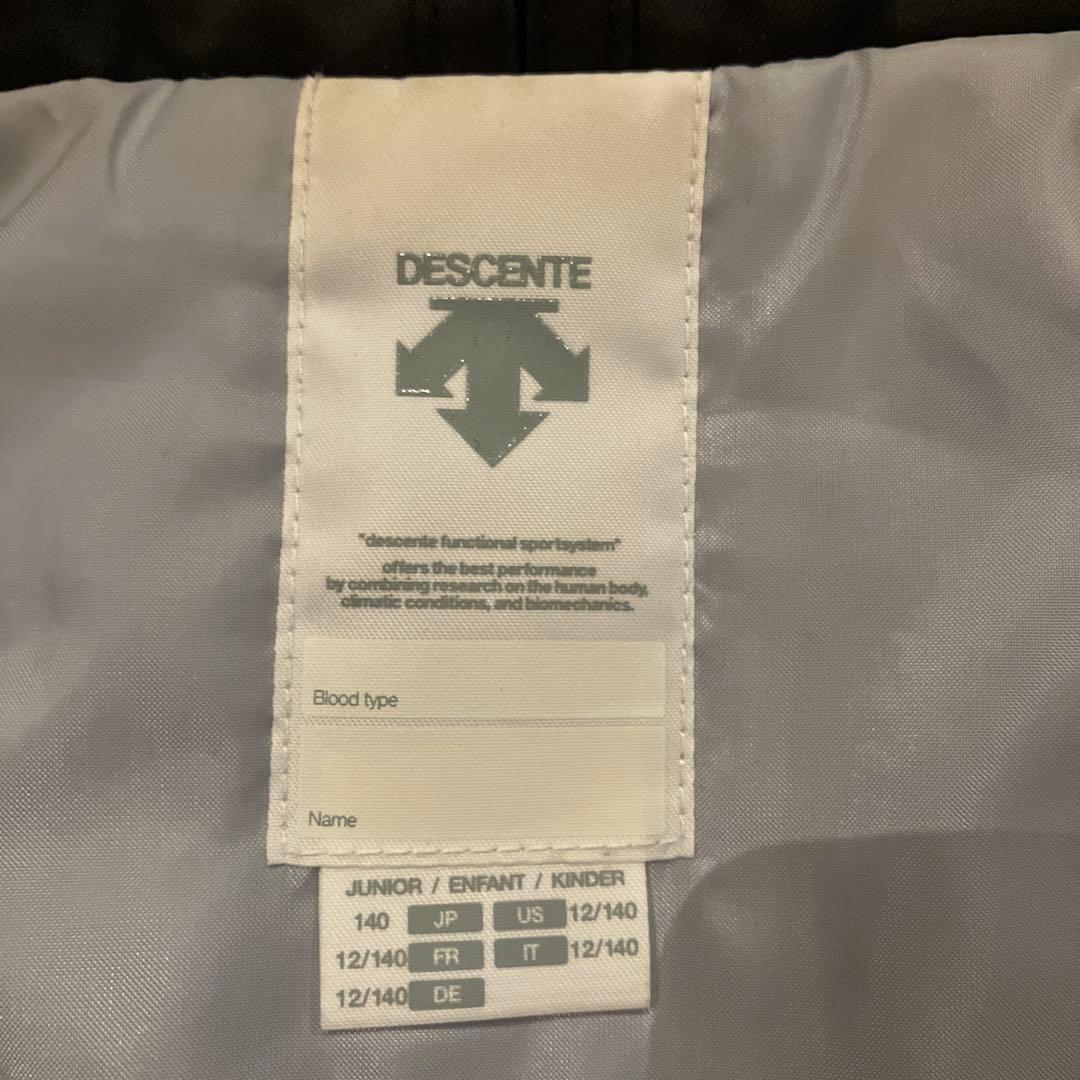 DESCENTE
"descente functional sportsystem"
offers the best performance
by combining research on the human body,
climatic conditions, and biomechanics.
Blood type
Name
JUNIOR / ENFANT / KINDER
140 JP US 12/140
12/140 FR IT 12/140
12/140 DE